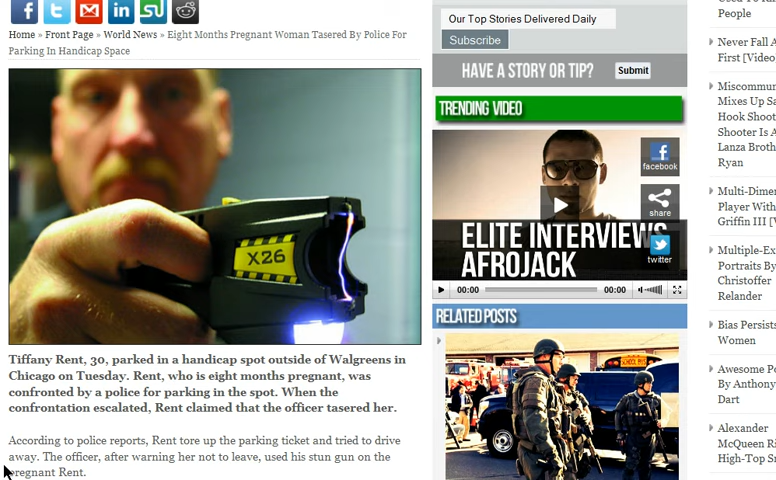 Home » Front Page » World News » Eight Months Pregnant Woman Tasered By Police For
Parking In Handicap Space
X26
Tiffany Rent, 30, parked in a handicap spot outside of Walgreens in
Chicago on Tuesday. Rent, who is eight months pregnant, was
confronted by a police for parking in the spot. When the
confrontation escalated, Rent claimed that the officer tasered her.
According to police reports, Rent tore up the parking ticket and tried to drive
away. The officer, after warning her not to leave, used his stun gun on the
pregnant Rent.
Our Top Stories Delivered Daily
Subscribe
HAVE A STORY OR TIP?
Submit
TRENDING VIDEO
facebook
share
twitter
ELITE INTERVIEWS
AFROJACK
00:00
00:00
RELATED POSTS
SCHOOL BUS
People
Never Fall A
First [Video
Miscommun
Mixes Up Sa
Hook Shoot
Shooter Is A
Lanza Broth
Ryan
Multi-Dime
Player With
Griffin III [V
Multiple-Ex
Portraits By
Christoffer
Relander
Bias Persists
Women
Awesome Po
By Anthony
Dart
Alexander
McQueen Ri
High-Top Sn